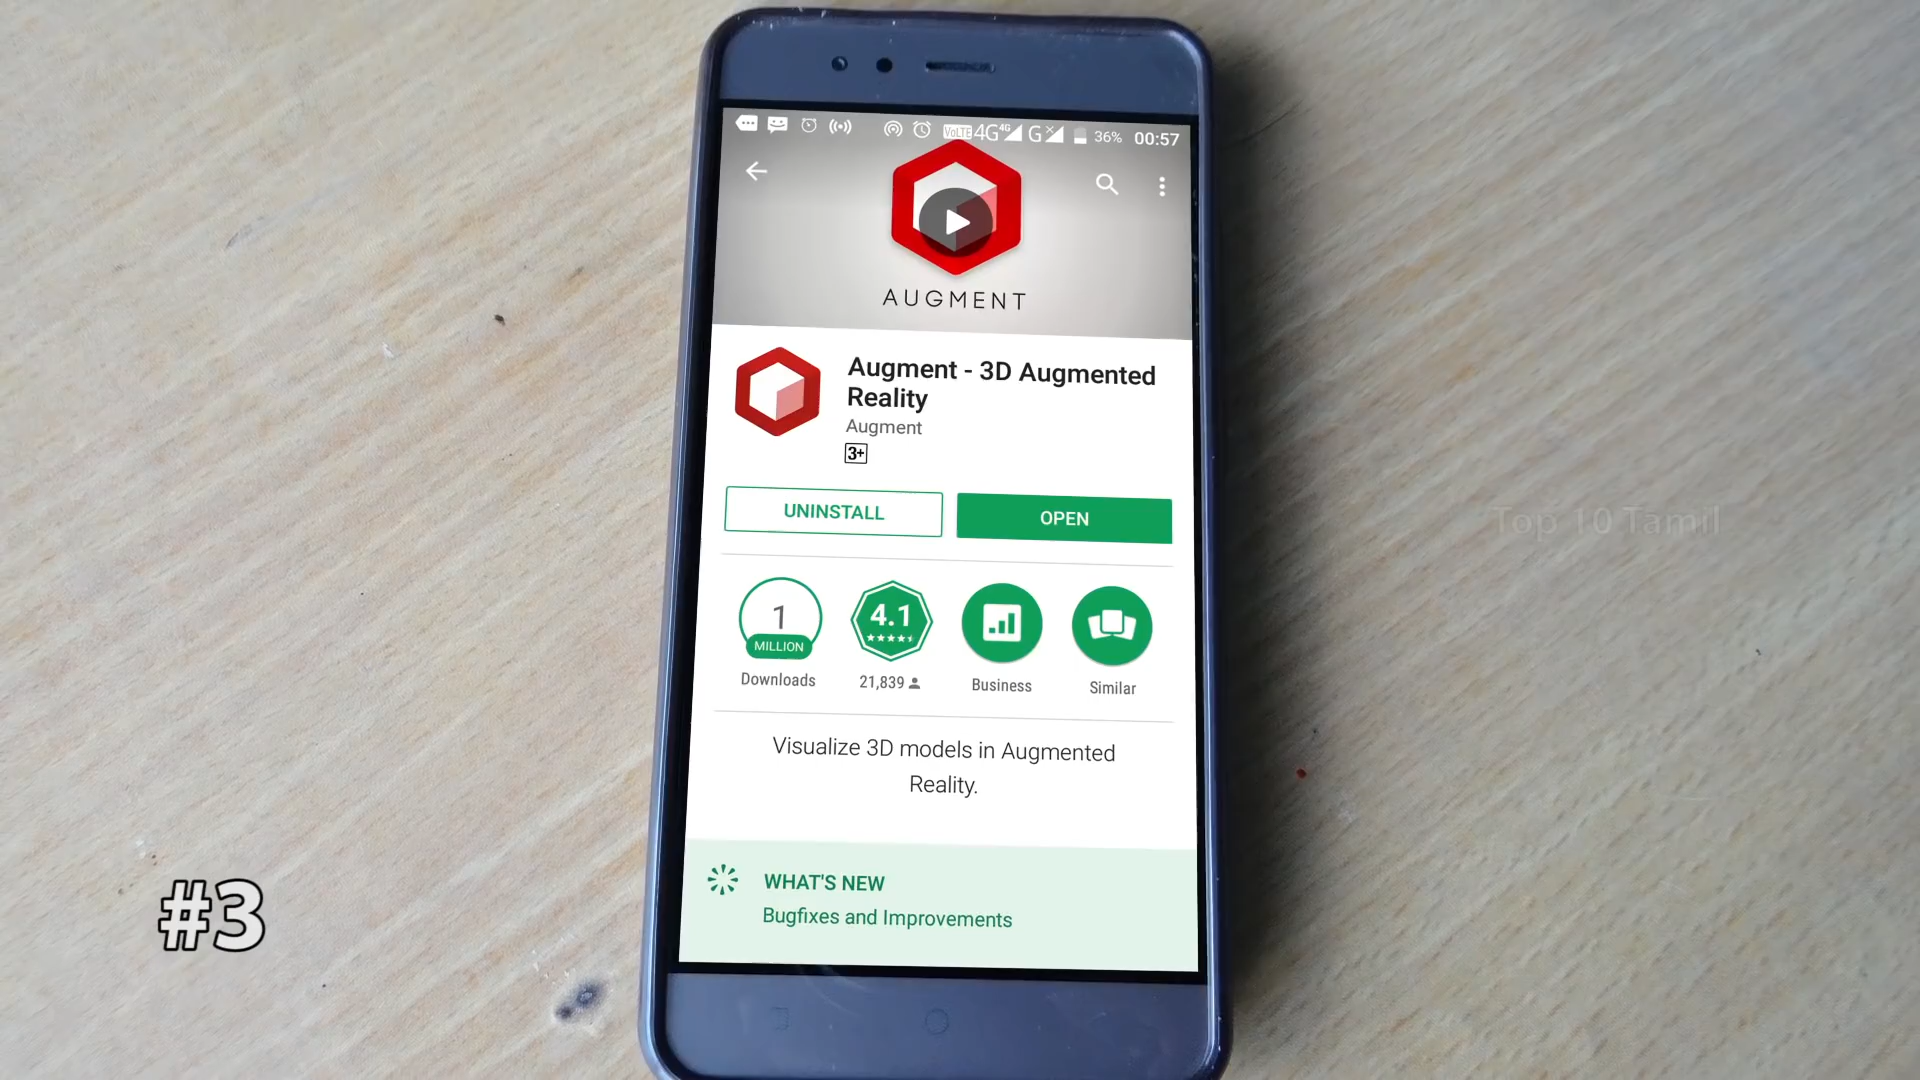 VoLTE 4G 4G G 36% 00:57
AUGMENT
Augment - 3D Augmented
Reality
Augment
3+
UNINSTALL
OPEN
1
MILLION
Downloads
4.1
21,839
Business
Similar
Visualize 3D models in Augmented
Reality.
WHAT'S NEW
Bugfixes and Improvements
#3
Top 10 Tamil